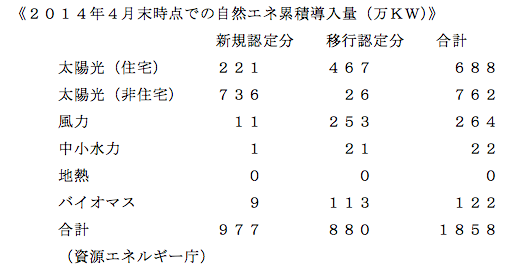 《２０１４年４月末時点での自然エネ累積導入量（万ＫＷ）》
新規認定分　移行認定分　合計
太陽光（住宅）　２２１　４６７　６８８
太陽光（非住宅）　７３６　２６　７６２
風力　１１　２５３　２６４
中小水力　１　２１　２２
地熱　０　０　０
バイオマス　９　１１３　１２２
合計　９７７　８８０　１８５８
（資源エネルギー庁）